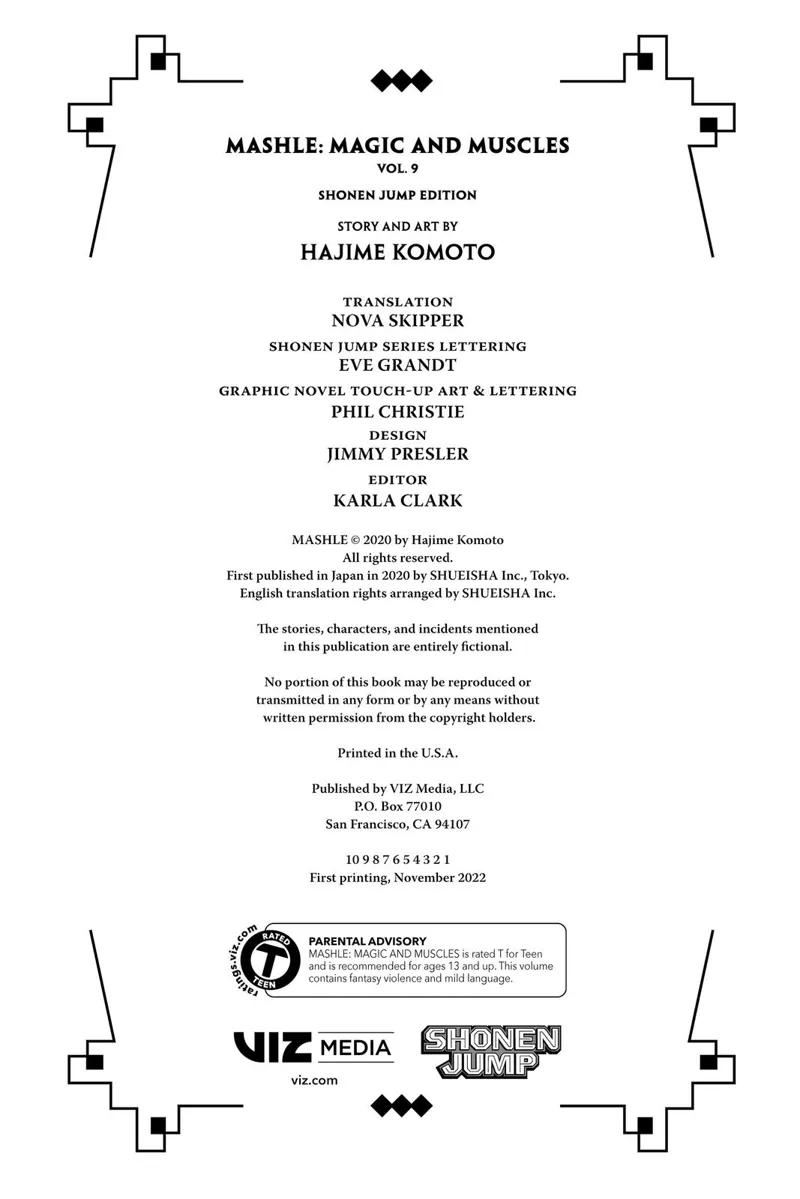 MASHLE: MAGIC AND MUSCLES
VOL. 9
SHONEN JUMP EDITION
STORY AND ART BY
HAJIME KOMOTO
TRANSLATION
NOVA SKIPPER
SHONEN JUMP SERIES LETTERING
EVE GRANDT
GRAPHIC NOVEL TOUCH-UP ART & LETTERING
PHIL CHRISTIE
DESIGN
JIMMY PRESLER
EDITOR
KARLA CLARK
MASHLE © 2020 by Hajime Komoto
All rights reserved.
First published in Japan in 2020 by SHUEISHA Inc., Tokyo.
English translation rights arranged by SHUEISHA Inc.
The stories, characters, and incidents mentioned
in this publication are entirely fictional.
No portion of this book may be reproduced or
transmitted in any form or by any means without
written permission from the copyright holders.
Printed in the U.S.A.
Published by VIZ Media, LLC
P.O. Box 77010
San Francisco, CA 94107
10 9 8 7 6 5 4 3 2 1
First printing, November 2022
ratings.viz.com
RATED
T
TEEN
PARENTAL ADVISORY
MASHLE: MAGIC AND MUSCLES is rated T for Teen
and is recommended for ages 13 and up. This volume
contains fantasy violence and mild language.
VIZ MEDIA
viz.com
SHONEN
JUMP